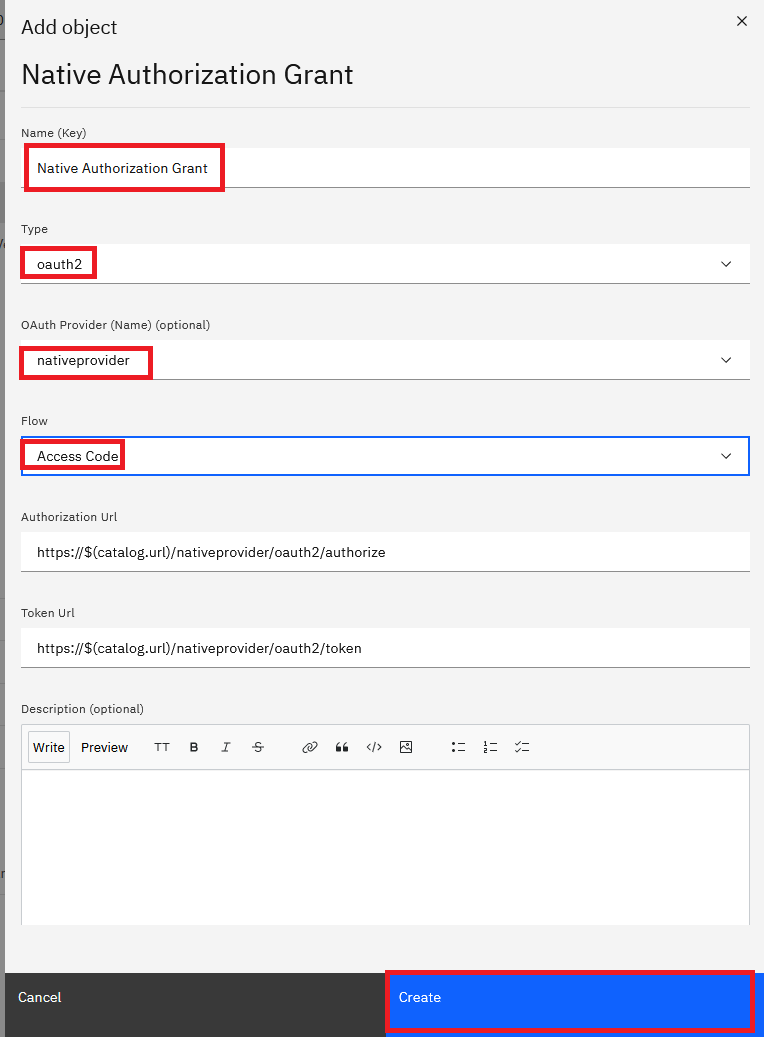 Add object
Native Authorization Grant
Name (Key)
Native Authorization Grant
Type
oauth2
OAuth Provider (Name) (optional)
nativeprovider
Flow
Access Code
Authorization Url
https://$(catalog.url)/nativeprovider/oauth2/authorize
Token Url
https://$(catalog.url)/nativeprovider/oauth2/token
Description (optional)
Write Preview TT B I S
Cancel Create